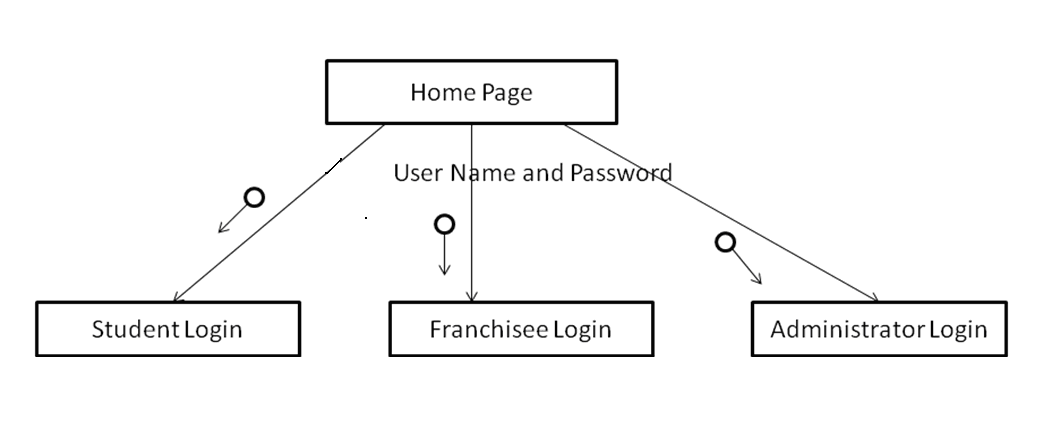 Home Page
User Name and Password
Student Login
Franchisee Login
Administrator Login